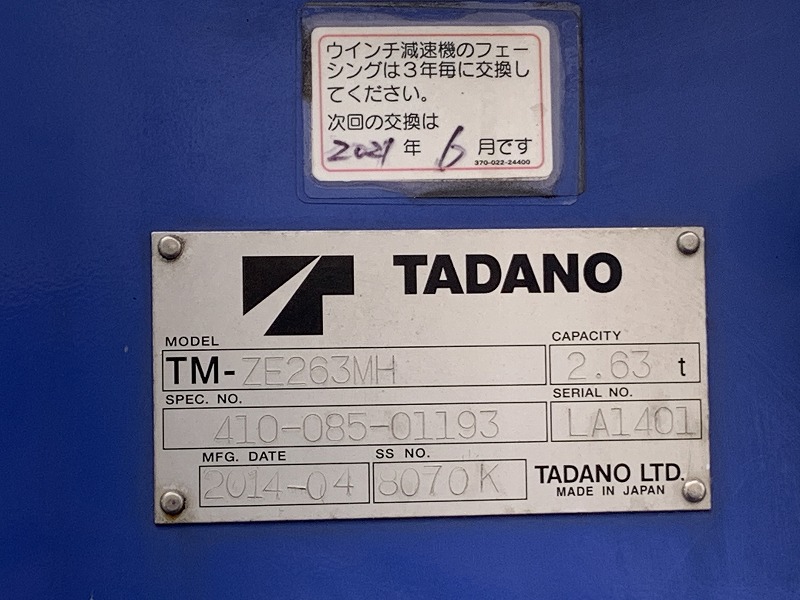 ウインチ減速機のフェー
シングは3年毎に交換し
てください。
次回の交換は
2021 年 6 月です
370-022-24400
TADANO
MODEL
TM-ZE263MH
CAPACITY
2.63 t
SPEC. NO.
410-085-01193
SERIAL NO.
LA1401
MFG. DATE
2014-04
SS NO.
8070K
TADANO LTD.
MADE IN JAPAN